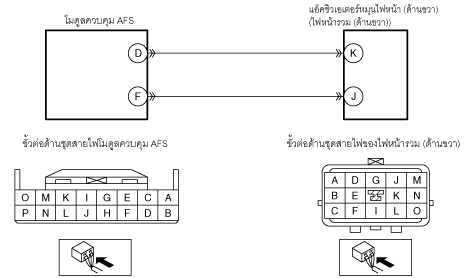 โมดูลควบคุม AFS
แอ็คชิวเอเตอร์หมุนไฟหน้า (ด้านขวา)
(ไฟหน้ารวม (ด้านขวา))
D K
F J
ขั้วต่อด้านชุดสายไฟโมดูลควบคุม AFS
ขั้วต่อด้านชุดสายไฟของไฟหน้ารวม (ด้านขวา)
O M K I G E C A
P N L J H F D B
A D G J M
B E K N
C F I L O